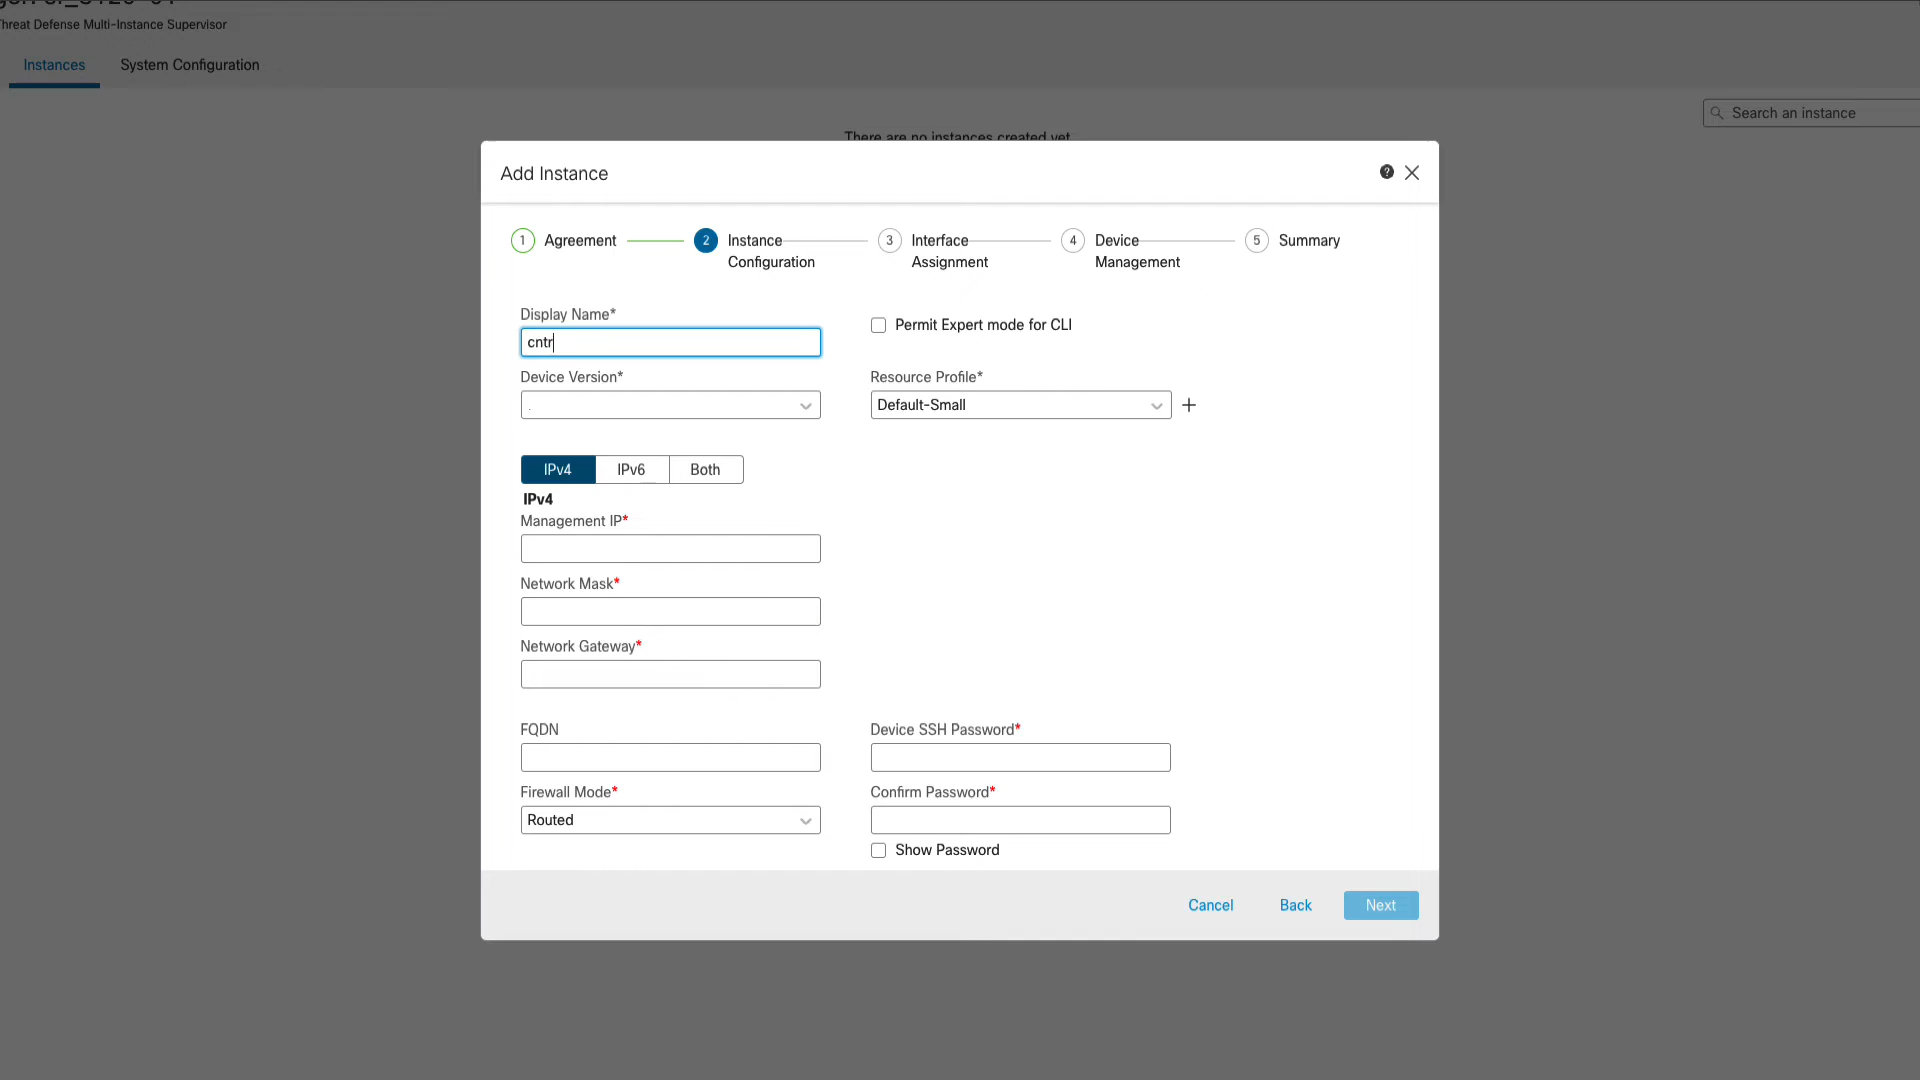 Threat Defense Multi-Instance Supervisor
Instances
System Configuration
Search an instance
There are no instances created yet
Add Instance
?
1 Agreement
2 Instance Configuration
3 Interface Assignment
4 Device Management
5 Summary
Display Name*
cntr
Permit Expert mode for CLI
Device Version*
Resource Profile*
Default-Small
IPv4 IPv6 Both
IPv4
Management IP*
Network Mask*
Network Gateway*
FQDN
Device SSH Password*
Firewall Mode*
Routed
Confirm Password*
Show Password
Cancel Back Next